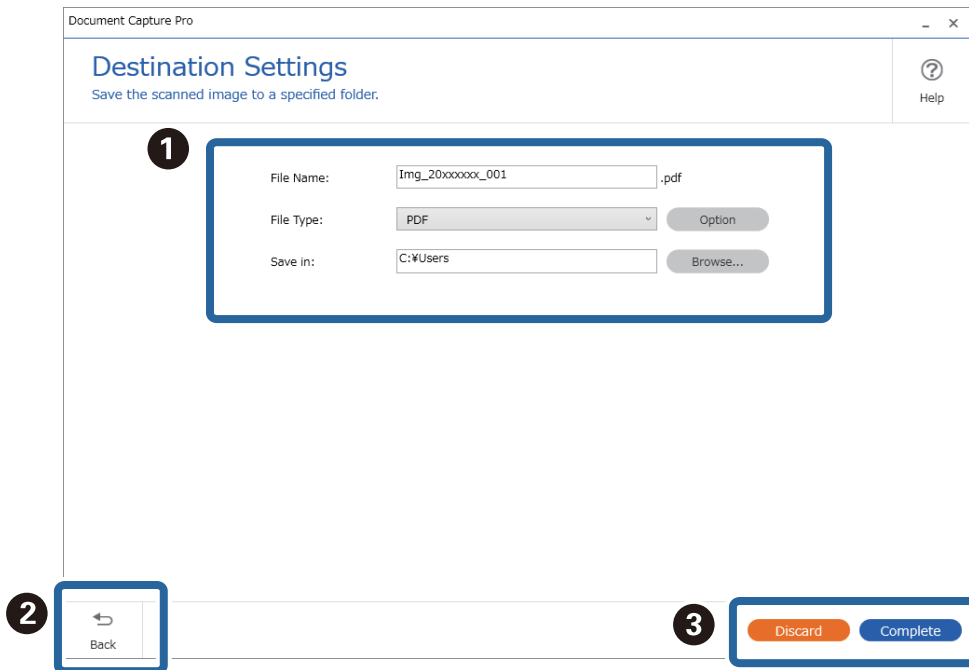 Document Capture Pro
Destination Settings
Save the scanned image to a specified folder.
Help
1
File Name: Img_20xxxxxx_001 .pdf
File Type: PDF Option
Save in: C:¥Users Browse...
2
Back
3
Discard Complete